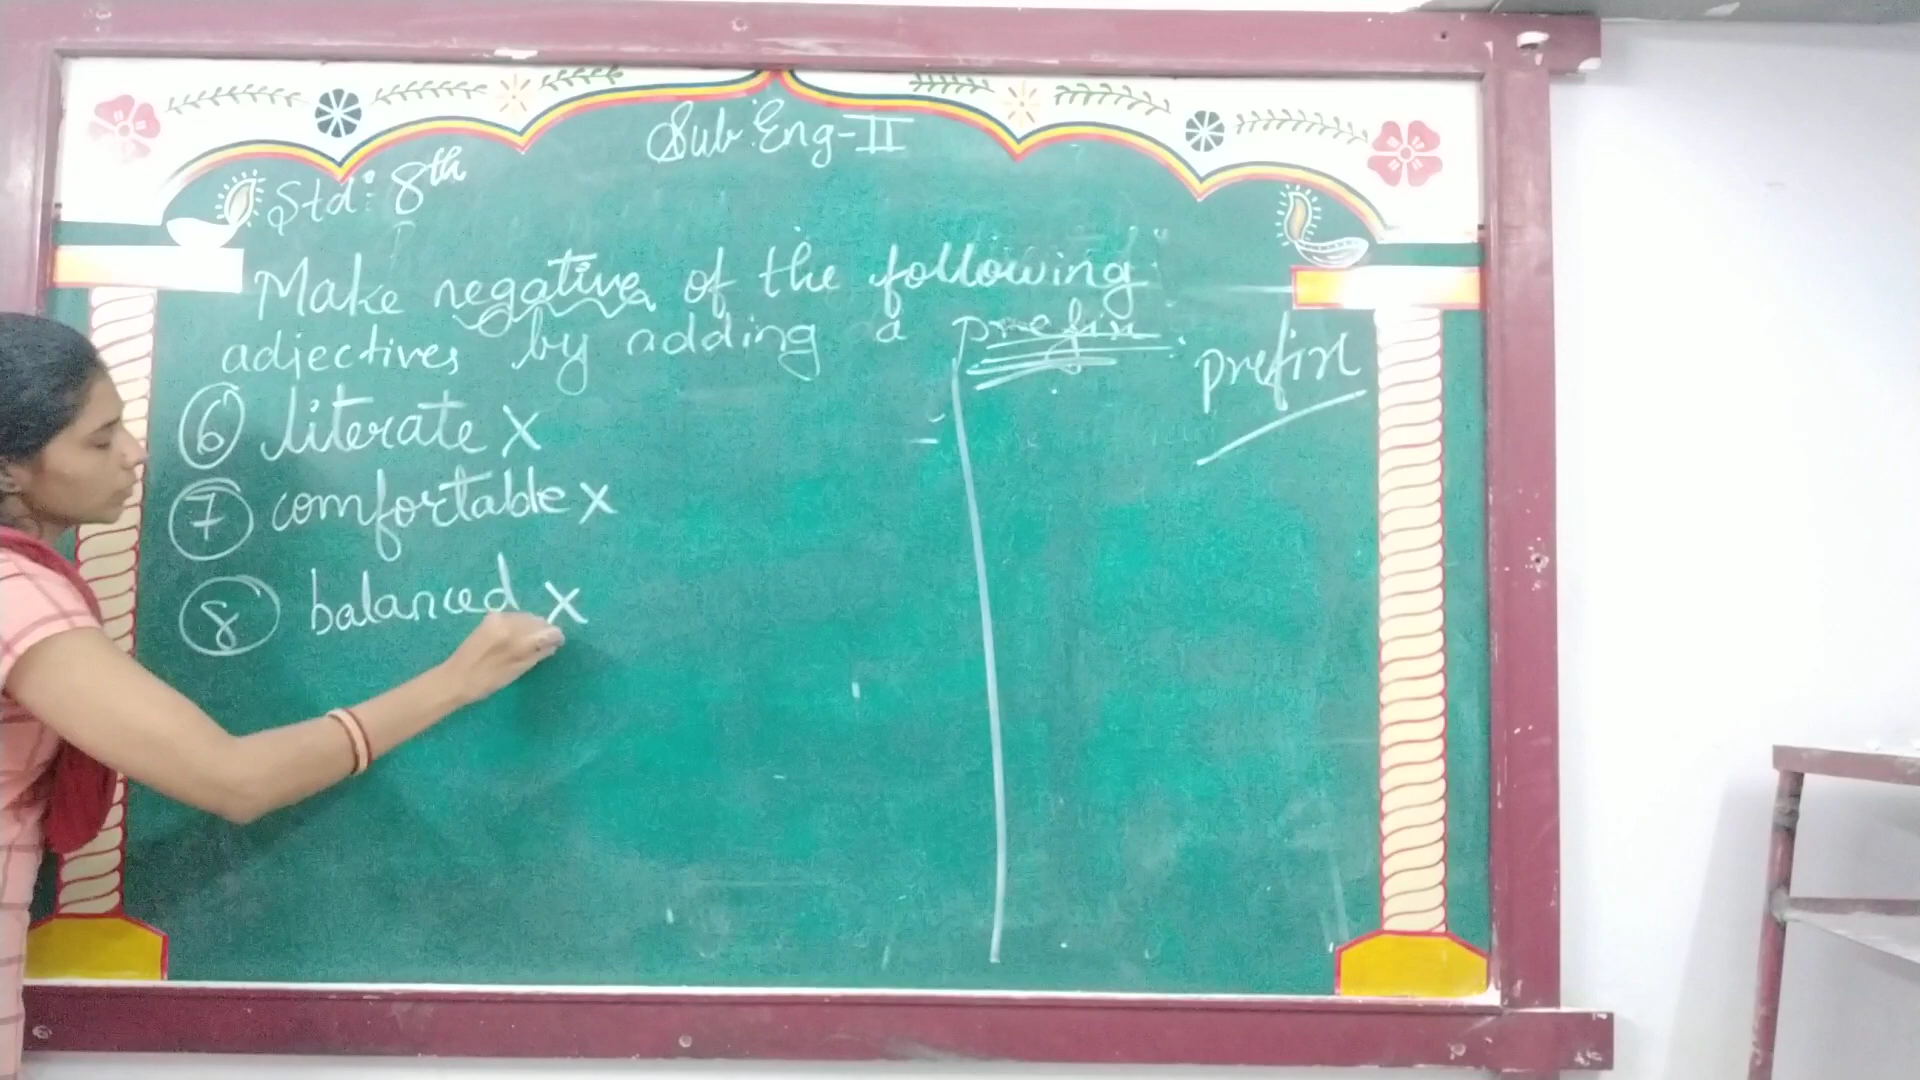 Sub: Eng-II
Std: 8th
Make negative of the following
adjectives by adding a prefix.
prefix
6 literate X
7 comfortable X
8 balanced X